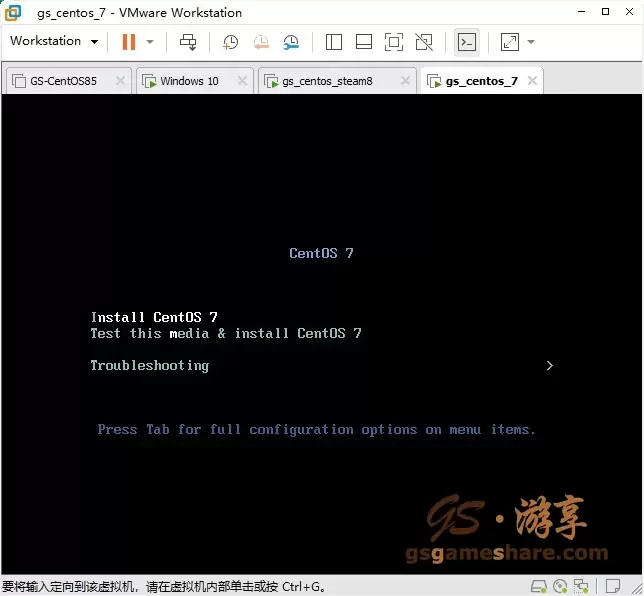 gs_centos_7 - VMware Workstation
Workstation
GS-CentOS85
Windows 10
gs_centos_steam8
gs_centos_7
CentOS 7
Install CentOS 7
Test this media & install CentOS 7
Troubleshooting >
Press Tab for full configuration options on menu items.
GS·游享
gsgameshare.com
要将输入定向到该虚拟机，请在虚拟机内部单击或按 Ctrl+G。